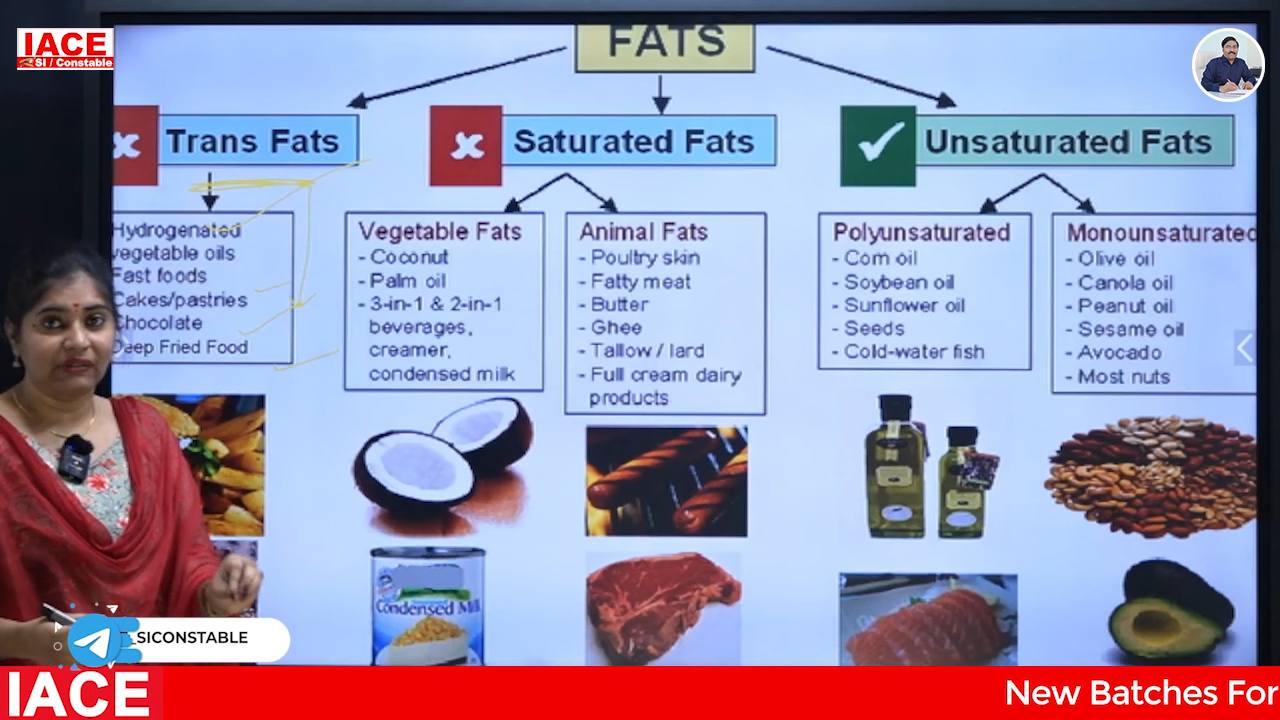 IACE
SI / Constable
FATS
Trans Fats
Saturated Fats
Unsaturated Fats
Hydrogenated
vegetable oils
Fast foods
Cakes/pastries
Chocolate
Deep Fried Food
Vegetable Fats
- Coconut
- Palm oil
- 3-in-1 & 2-in-1
beverages,
creamer,
condensed milk
Animal Fats
- Poultry skin
- Fatty meat
- Butter
- Ghee
- Tallow / lard
- Full cream dairy
products
Polyunsaturated
- Corn oil
- Soybean oil
- Sunflower oil
- Seeds
- Cold-water fish
Monounsaturated
- Olive oil
- Canola oil
- Peanut oil
- Sesame oil
- Avocado
- Most nuts
Condensed Milk
_SICONSTABLE
IACE
New Batches For